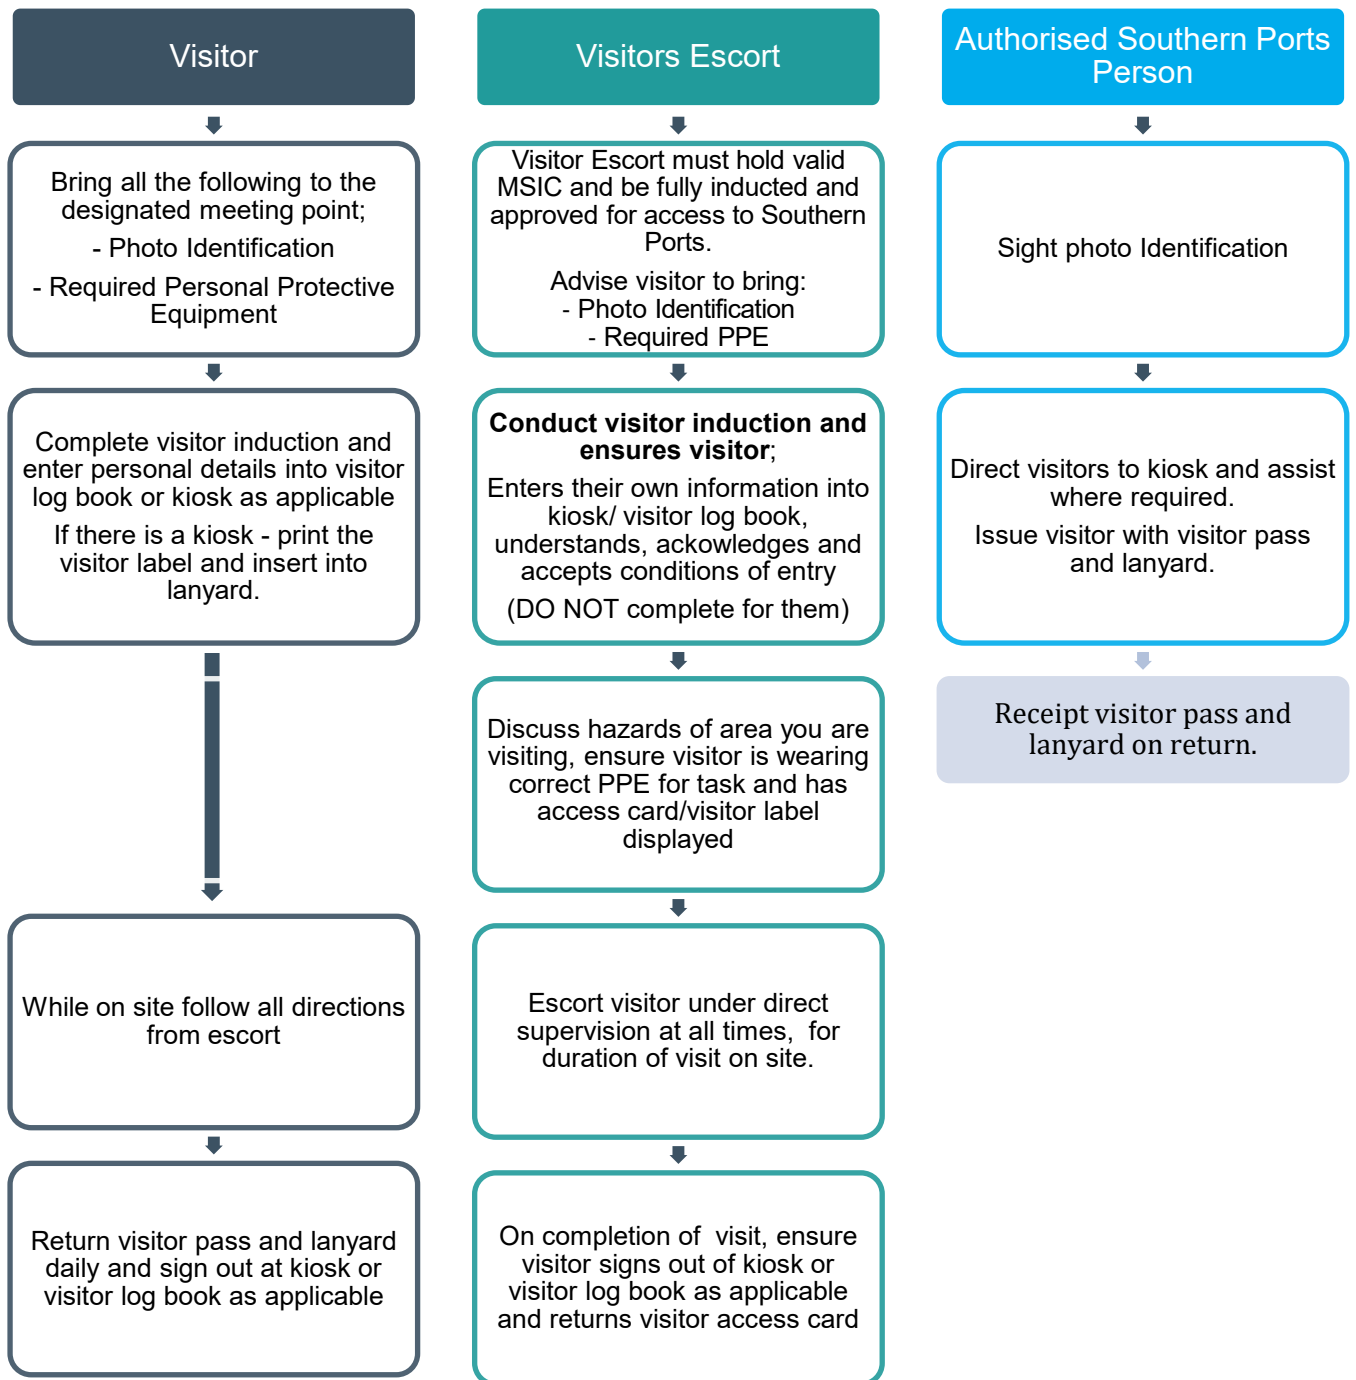 Visitor
Bring all the following to the
designated meeting point;
- Photo Identification
- Required Personal Protective
Equipment
Complete visitor induction and
enter personal details into visitor
log book or kiosk as applicable
If there is a kiosk - print the
visitor label and insert into
lanyard.
While on site follow all directions
from escort
Return visitor pass and lanyard
daily and sign out at kiosk or
visitor log book as applicable
Visitors Escort
Visitor Escort must hold valid
MSIC and be fully inducted and
approved for access to Southern
Ports.
Advise visitor to bring:
- Photo Identification
- Required PPE
Conduct visitor induction and
ensures visitor;
Enters their own information into
kiosk/ visitor log book,
understands, ackowledges and
accepts conditions of entry
(DO NOT complete for them)
Discuss hazards of area you are
visiting, ensure visitor is wearing
correct PPE for task and has
access card/visitor label
displayed
Escort visitor under direct
supervision at all times,  for
duration of visit on site.
On completion of  visit, ensure
visitor signs out of kiosk or
visitor log book as applicable
and returns visitor access card
Authorised Southern Ports
Person
Sight photo Identification
Direct visitors to kiosk and assist
where required.
Issue visitor with visitor pass
and lanyard.
Receipt visitor pass and
lanyard on return.